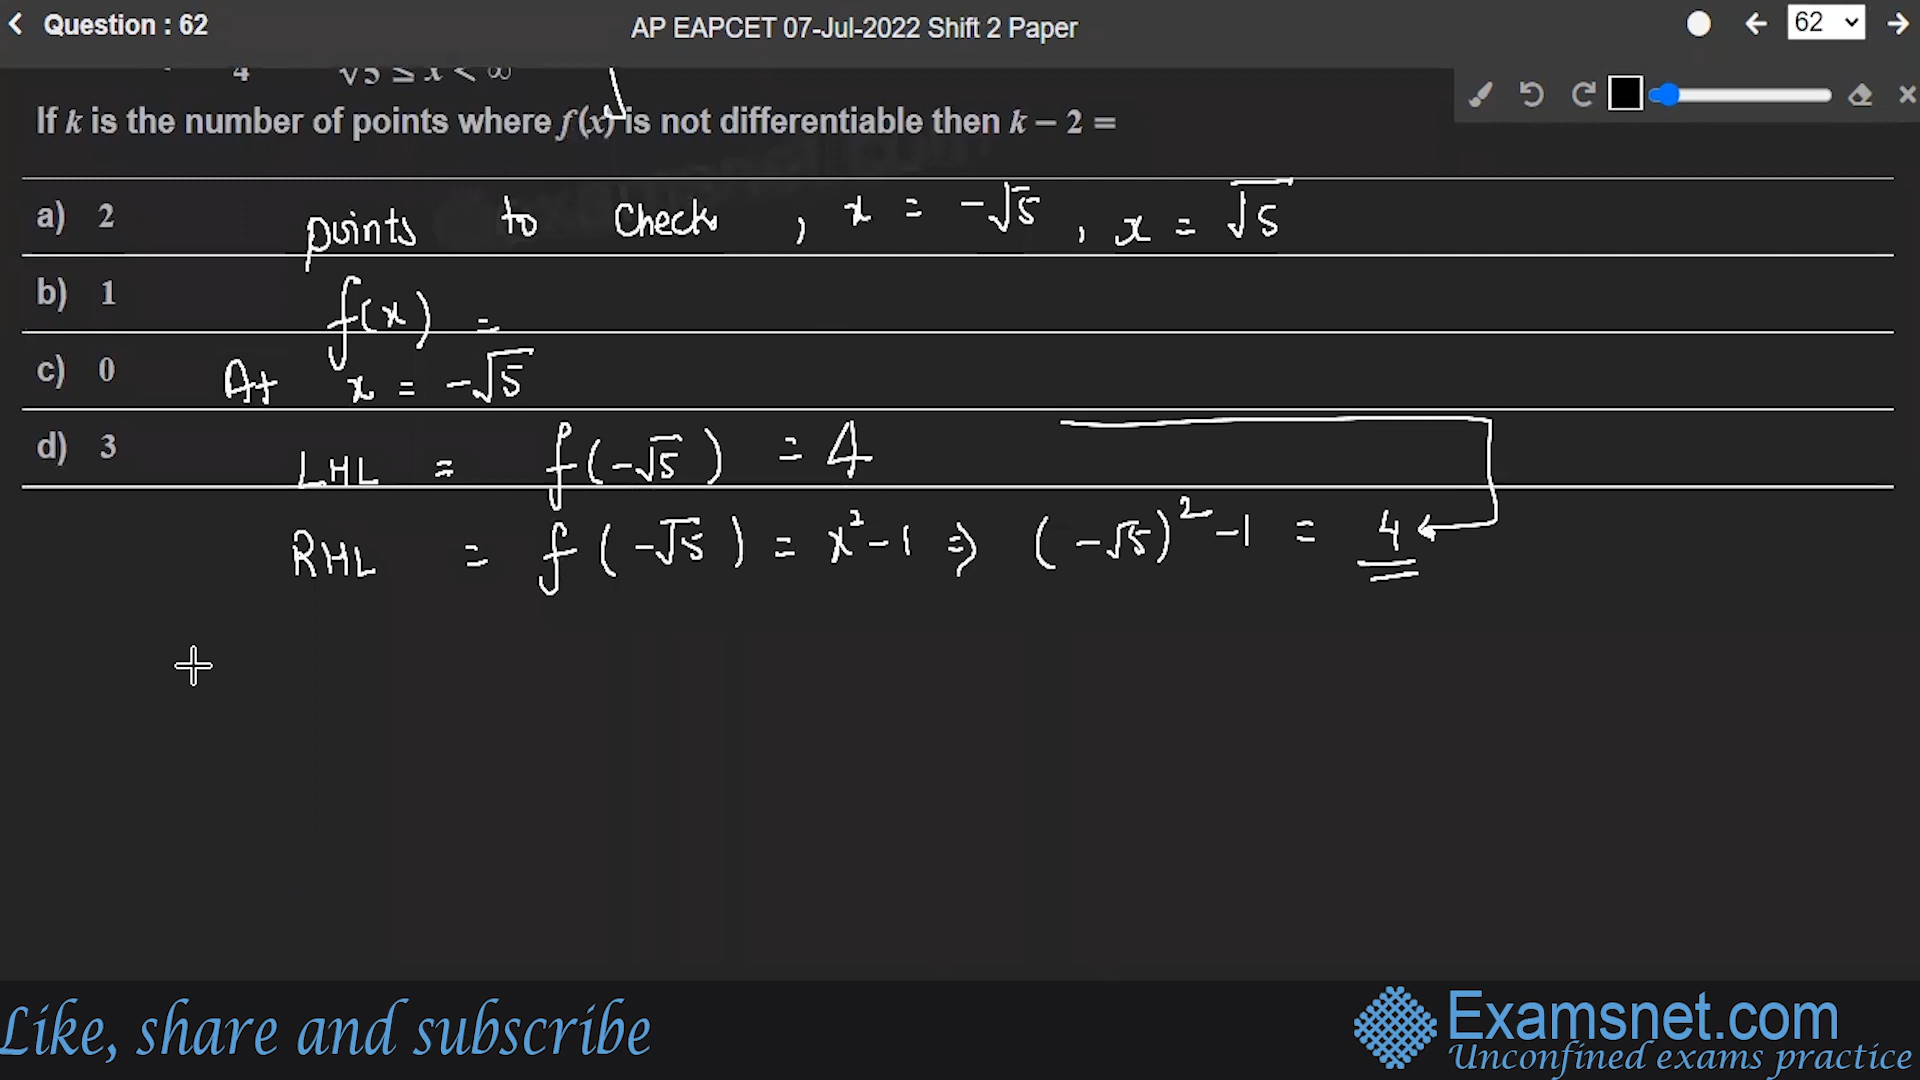 Question : 62
AP EAPCET 07-Jul-2022 Shift 2 Paper
62
4 √5 ≤ x < ∞
If k is the number of points where f(x) is not differentiable then k − 2 =
a) 2
points to check , x = -√5 , x = √5
b) 1
f(x) =
c) 0
At x = -√5
d) 3
LHL = f(-√5) = 4
RHL = f(-√5) = x² - 1 ⇒ (-√5)² - 1 = 4
Like, share and subscribe
Examsnet.com
Unconfined exams practice